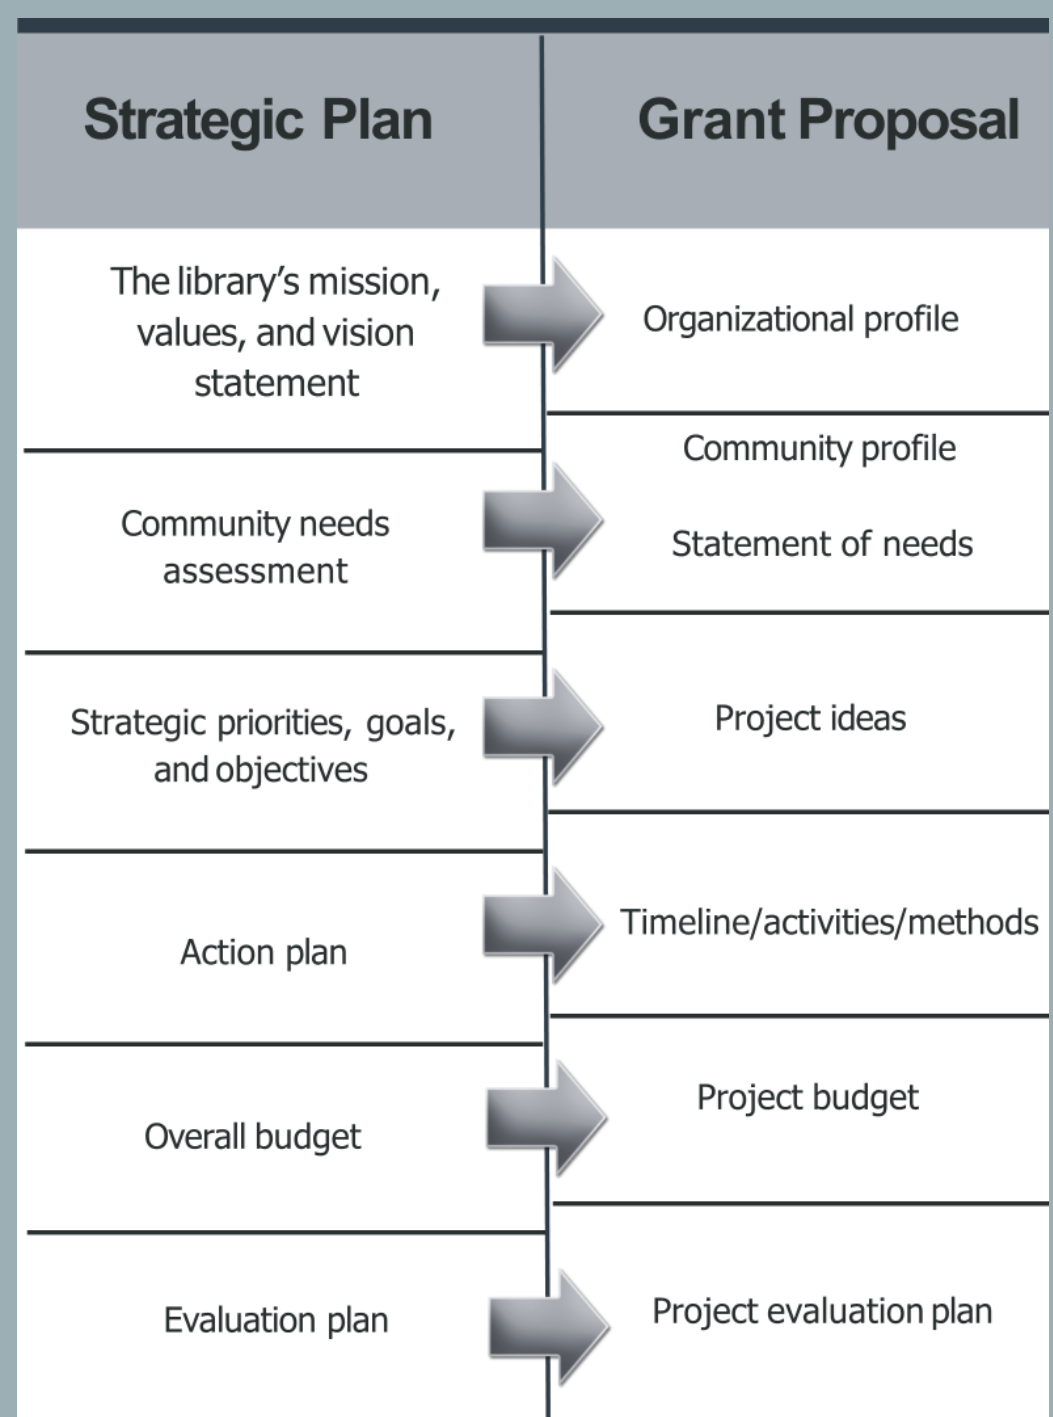 Strategic Plan
Grant Proposal
The library’s mission,
values, and vision
statement
Organizational profile
Community needs
assessment
Community profile
Statement of needs
Strategic priorities, goals,
and objectives
Project ideas
Action plan
Timeline/activities/methods
Overall budget
Project budget
Evaluation plan
Project evaluation plan